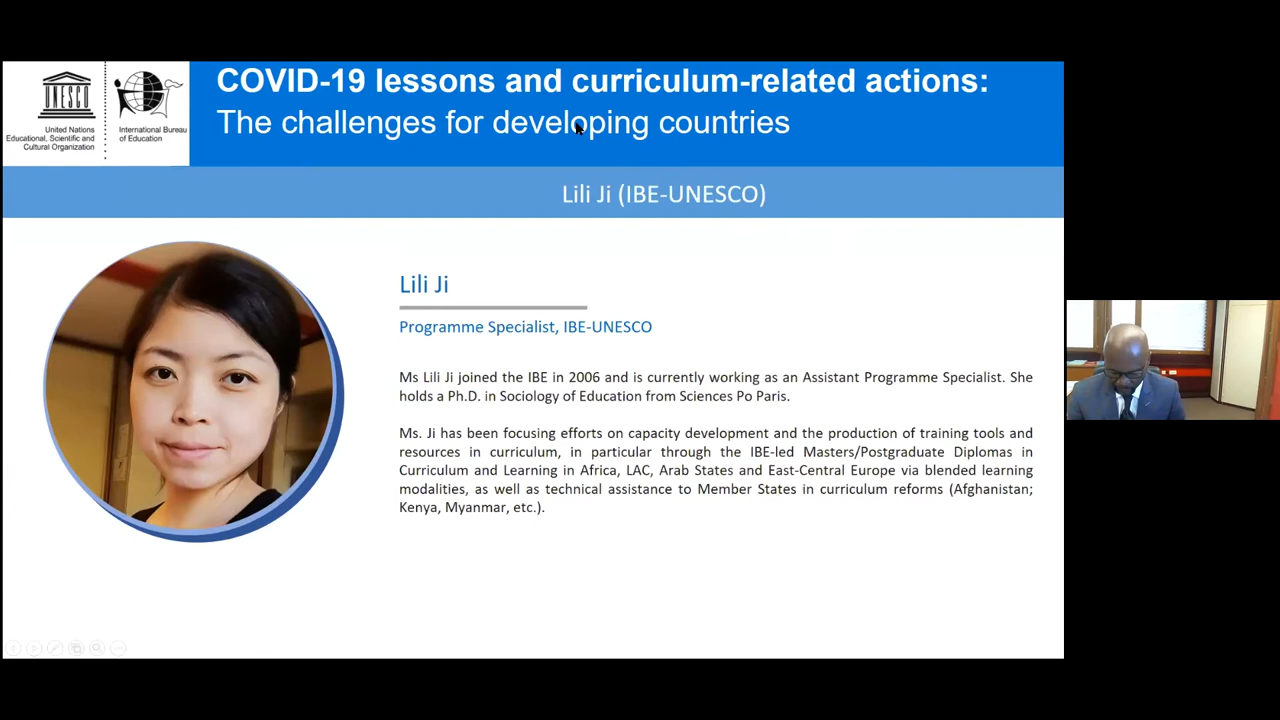 UNESCO
United Nations
Educational, Scientific and
Cultural Organization
International Bureau
of Education
COVID-19 lessons and curriculum-related actions:
The challenges for developing countries
Lili Ji (IBE-UNESCO)
Lili Ji
Programme Specialist, IBE-UNESCO
Ms Lili Ji joined the IBE in 2006 and is currently working as an Assistant Programme Specialist. She
holds a Ph.D. in Sociology of Education from Sciences Po Paris.
Ms. Ji has been focusing efforts on capacity development and the production of training tools and
resources in curriculum, in particular through the IBE-led Masters/Postgraduate Diplomas in
Curriculum and Learning in Africa, LAC, Arab States and East-Central Europe via blended learning
modalities, as well as technical assistance to Member States in curriculum reforms (Afghanistan;
Kenya, Myanmar, etc.).